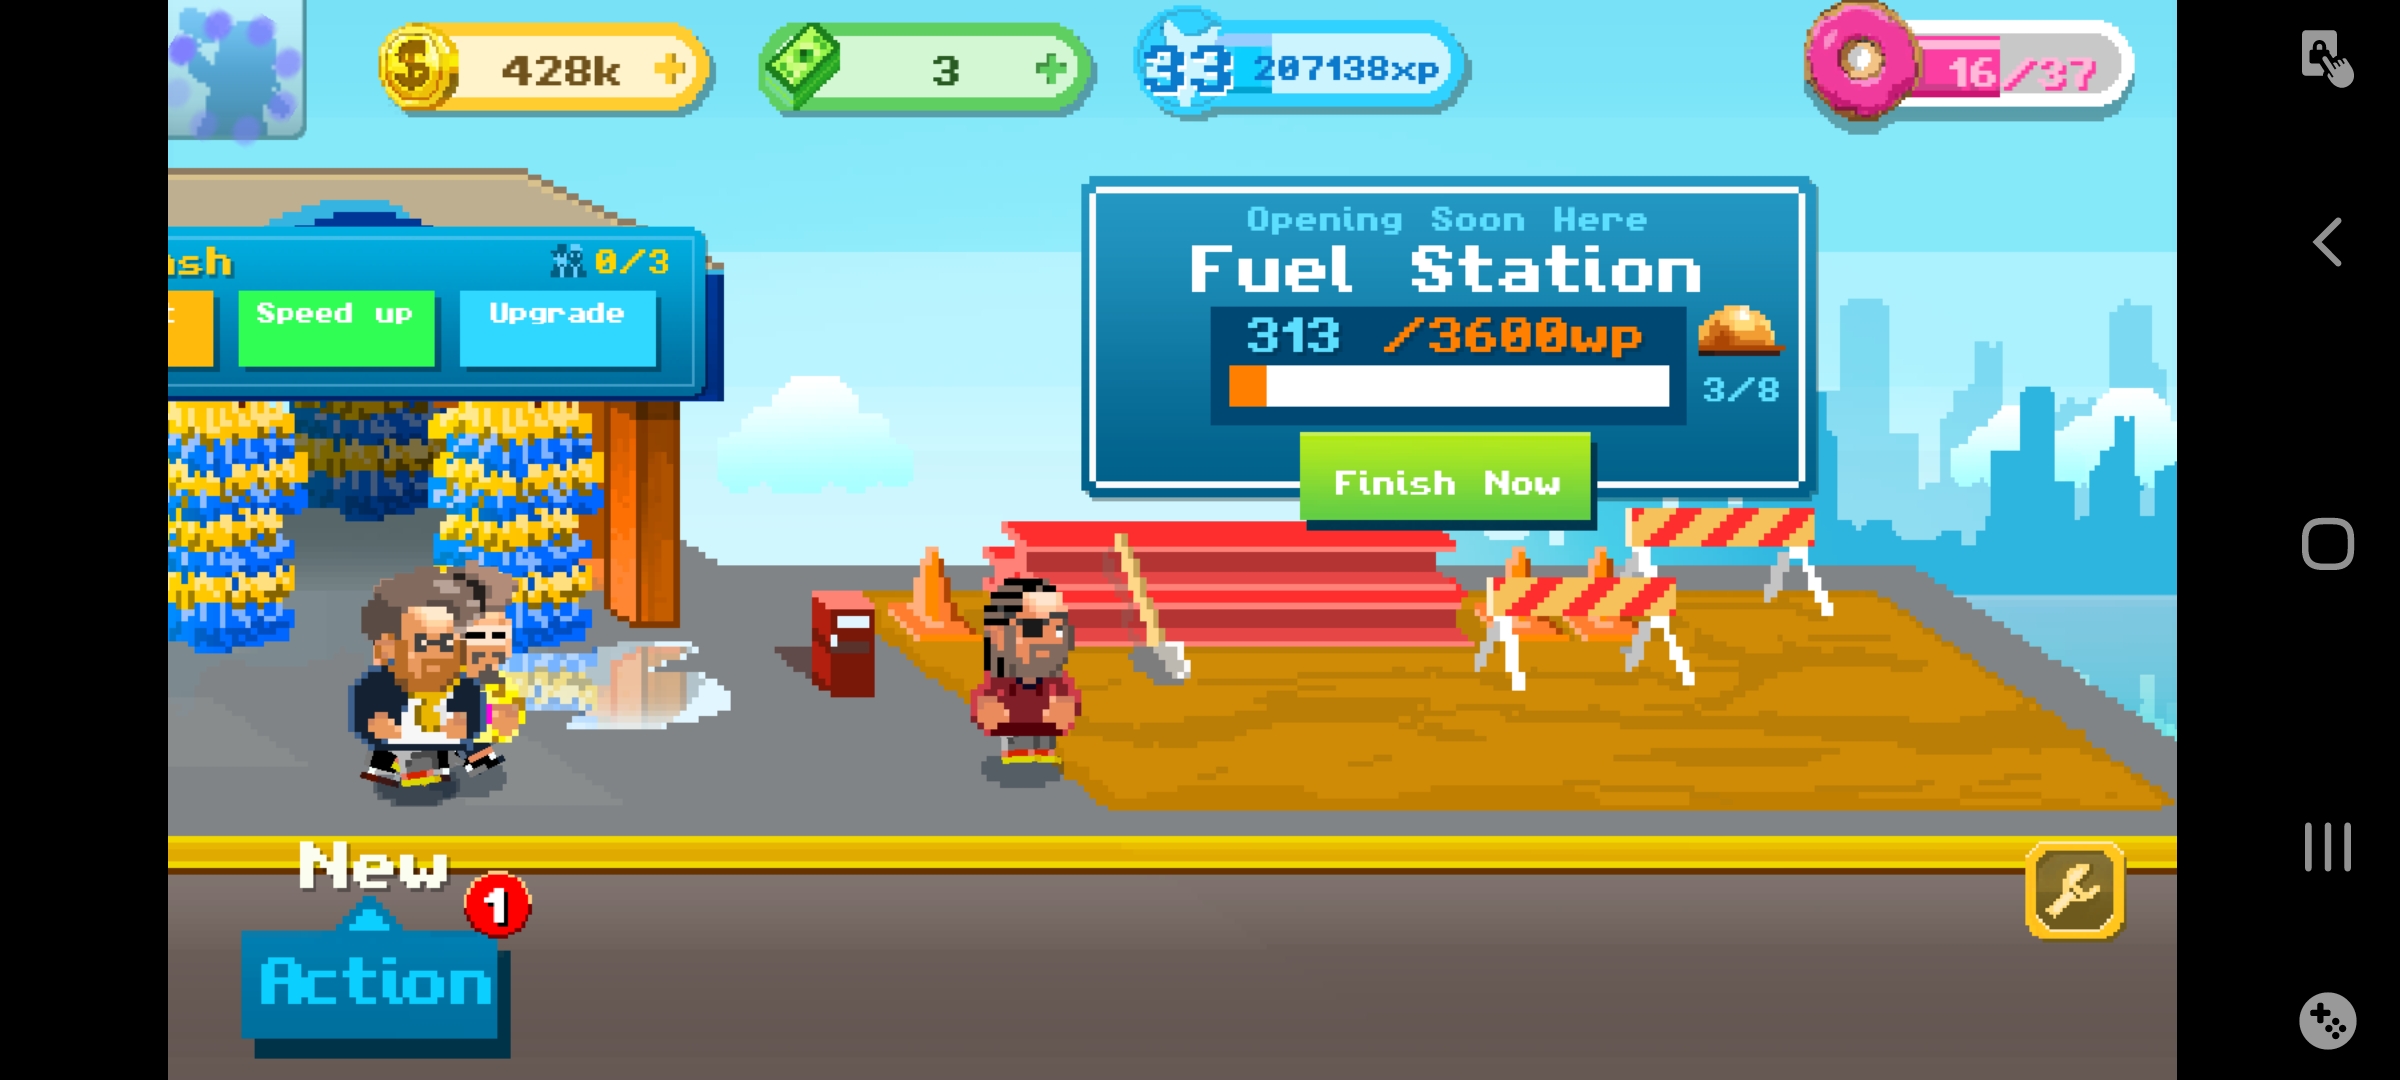 428k
3
33 207138xp
16/37
0/3
Speed up
Upgrade
Opening Soon Here
Fuel Station
313 /3600wp
3/8
Finish Now
New
1
Action